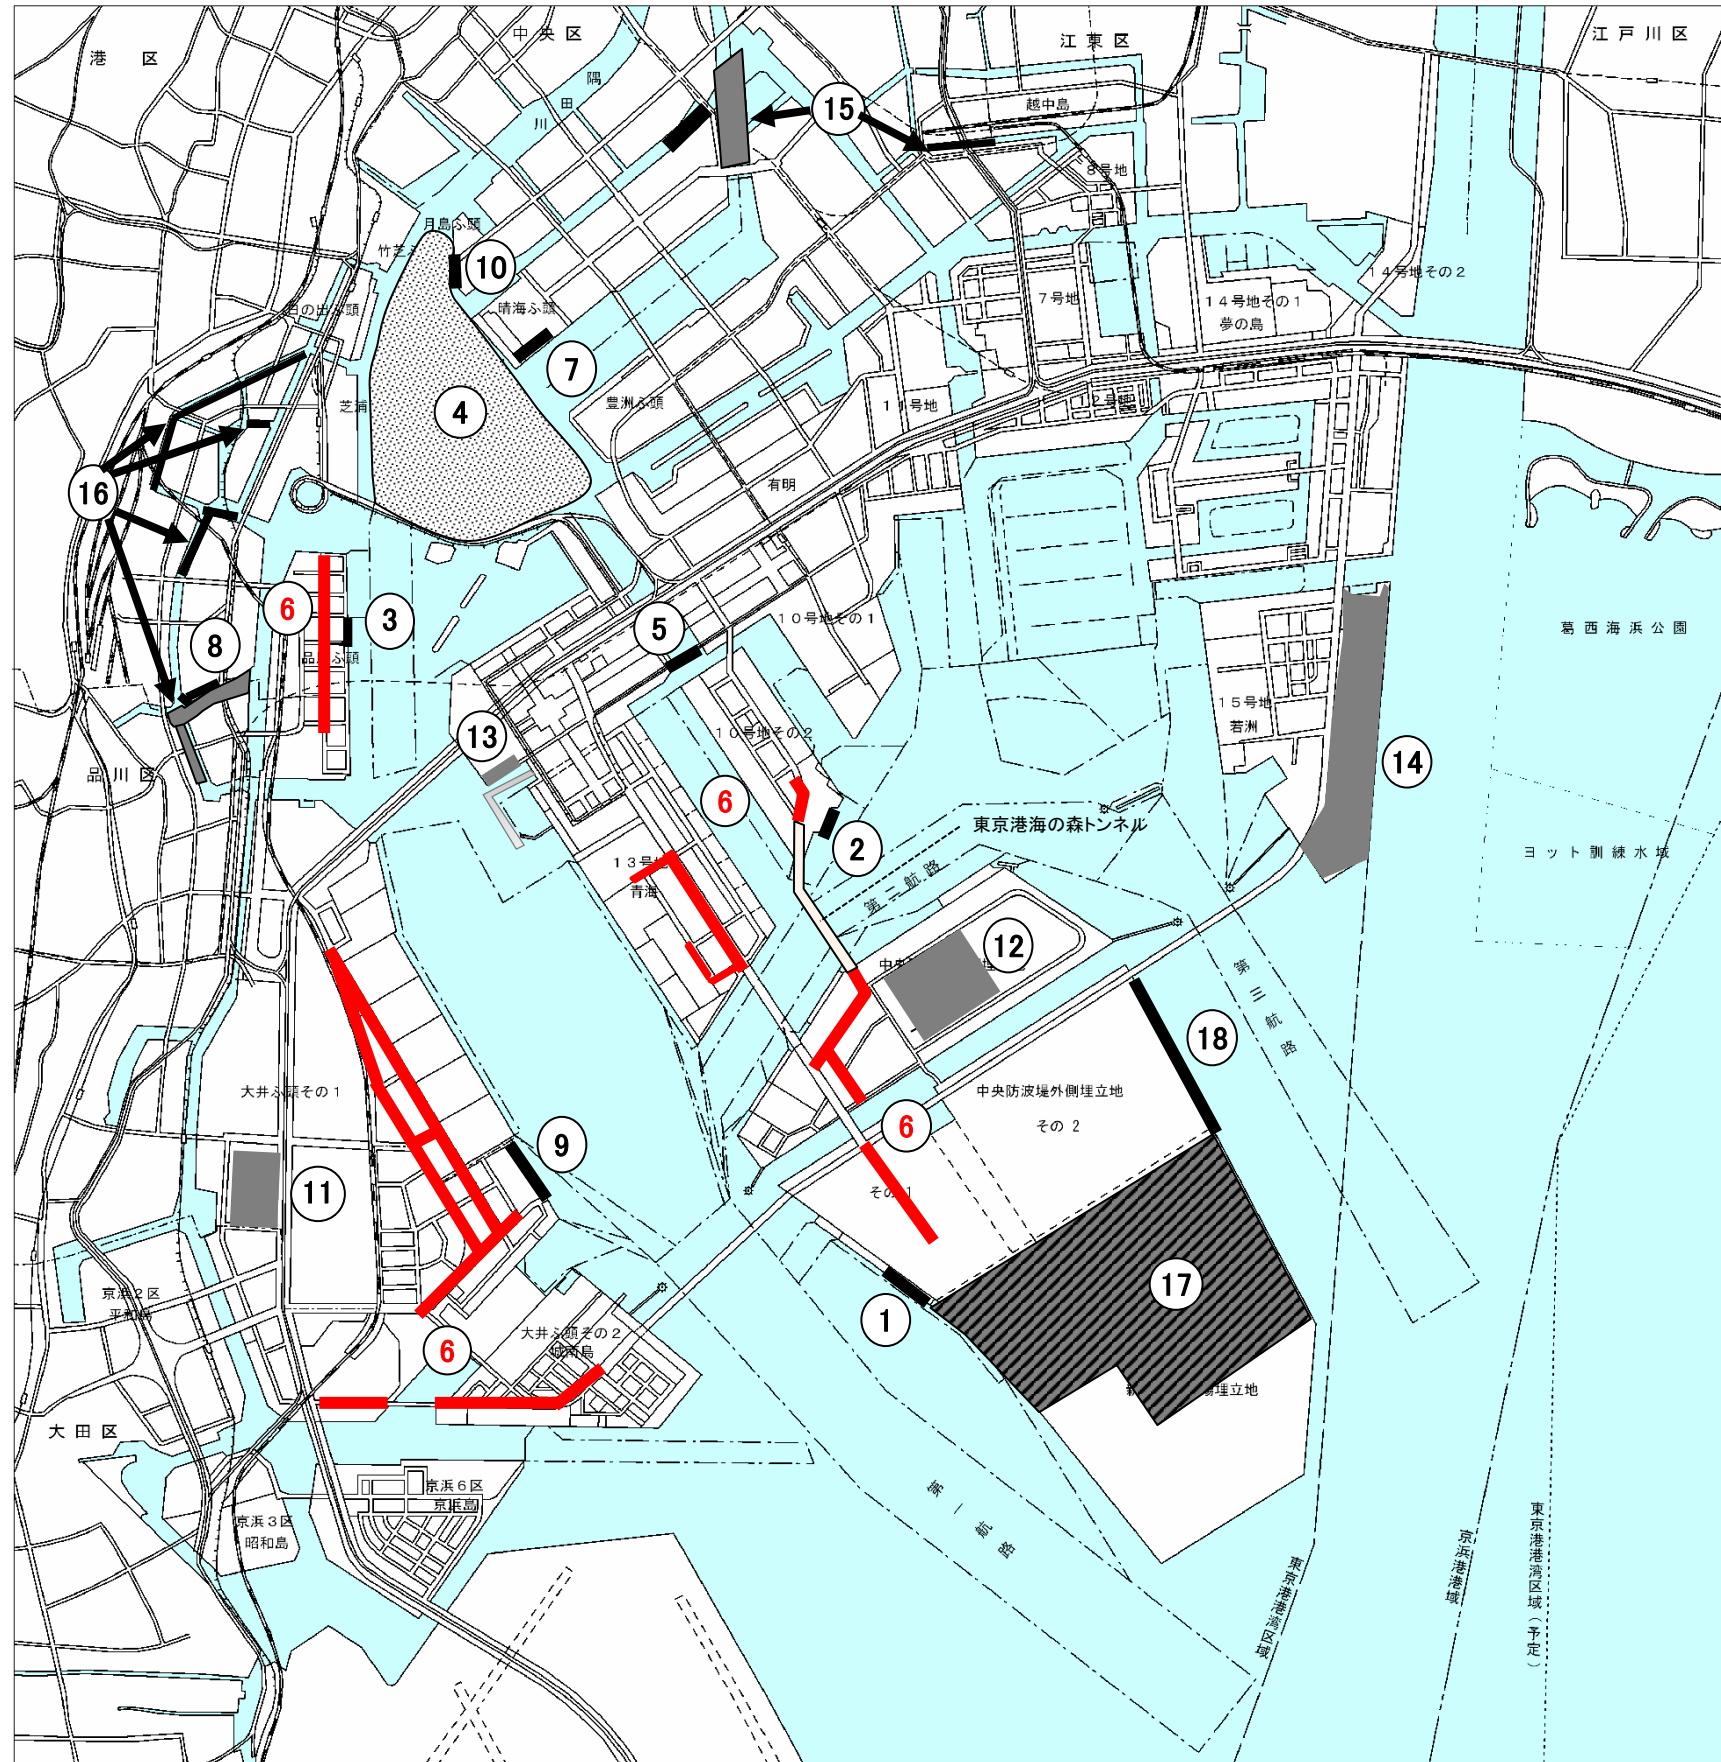 港 区
中央区
江東区
江戸川区
隅
田
川
15
越中島
8号地
月島ふ頭
竹芝ふ
10
14号地その2
日の出ふ頭
晴海ふ頭
7号地
14号地その1
夢の島
7
芝浦
4
豊洲ふ頭
11号地
12号地
16
有明
6
3
5
10号地その1
葛西海浜公園
8
品川ふ頭
15号地
若洲
13
10号地その2
品川区
14
6
2
東京港海の森トンネル
ヨット訓練水域
13号地
青海
第二航路
12
中央
第三航路
18
大井ふ頭その1
中央防波堤外側埋立地
その 2
6
9
11
その1
17
京浜2区
平和島
1
大井ふ頭その2
城南島
6
埋立地
大田区
京浜6区
京浜島
第一航路
京浜3区
昭和島
東京港港湾区域
京浜港港域
東京港港湾区域(予定)